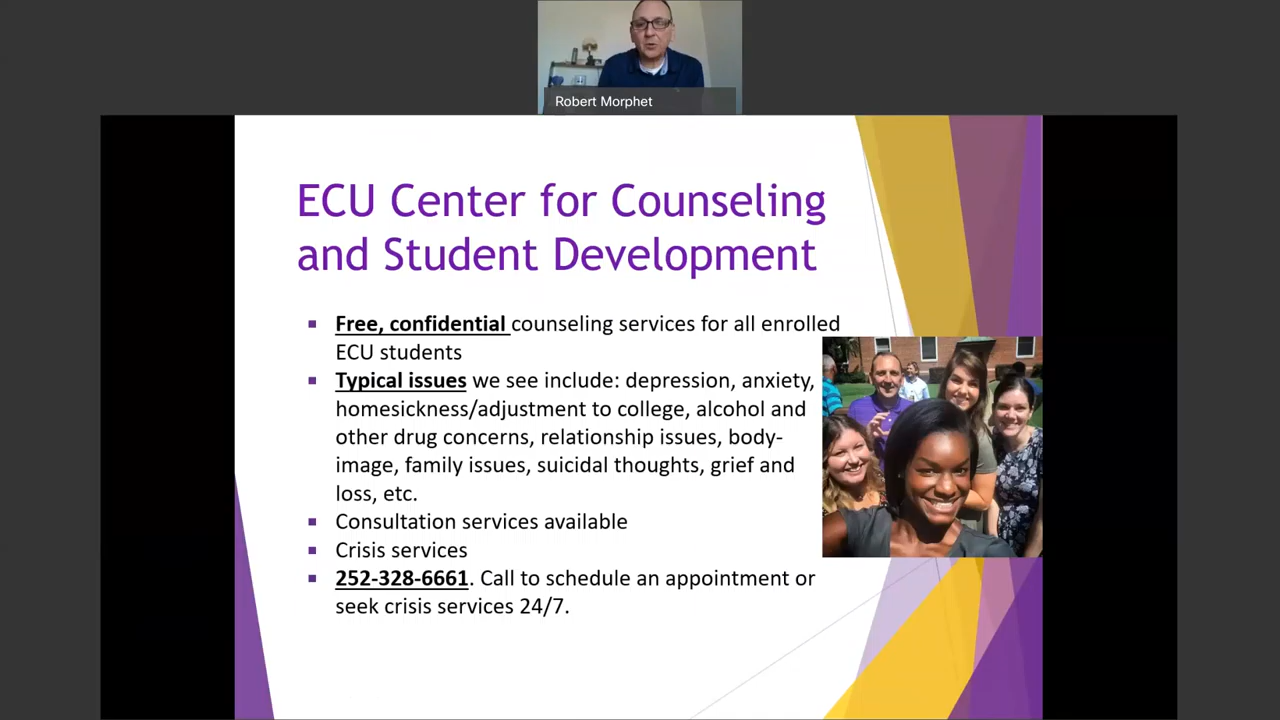 Robert Morphet
ECU Center for Counseling
and Student Development
Free, confidential counseling services for all enrolled
ECU students
Typical issues we see include: depression, anxiety,
homesickness/adjustment to college, alcohol and
other drug concerns, relationship issues, body-
image, family issues, suicidal thoughts, grief and
loss, etc.
Consultation services available
Crisis services
252-328-6661. Call to schedule an appointment or
seek crisis services 24/7.